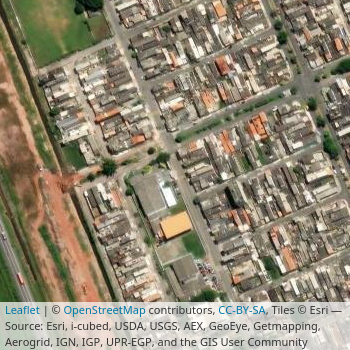 Leaflet | © OpenStreetMap contributors, CC-BY-SA, Tiles © Esri —
Source: Esri, i-cubed, USDA, USGS, AEX, GeoEye, Getmapping,
Aerogrid, IGN, IGP, UPR-EGP, and the GIS User Community